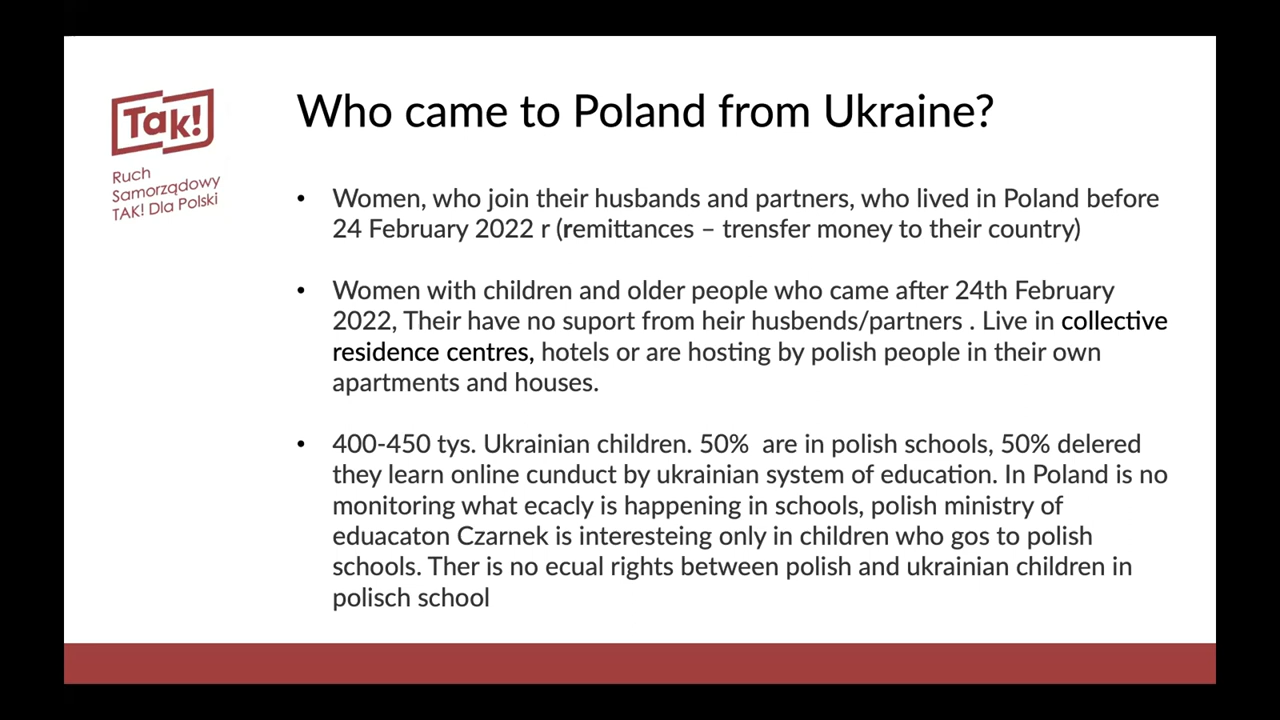 Tak!
Ruch
Samorządowy
TAK! Dla Polski
Who came to Poland from Ukraine?
• Women, who join their husbands and partners, who lived in Poland before
24 February 2022 r (remittances – trensfer money to their country)
• Women with children and older people who came after 24th February
2022, Their have no suport from heir husbends/partners . Live in collective
residence centres, hotels or are hosting by polish people in their own
apartments and houses.
• 400-450 tys. Ukrainian children. 50%  are in polish schools, 50% delered
they learn online cunduct by ukrainian system of education. In Poland is no
monitoring what ecacly is happening in schools, polish ministry of
eduacaton Czarnek is interesteing only in children who gos to polish
schools. Ther is no ecual rights between polish and ukrainian children in
polisch school